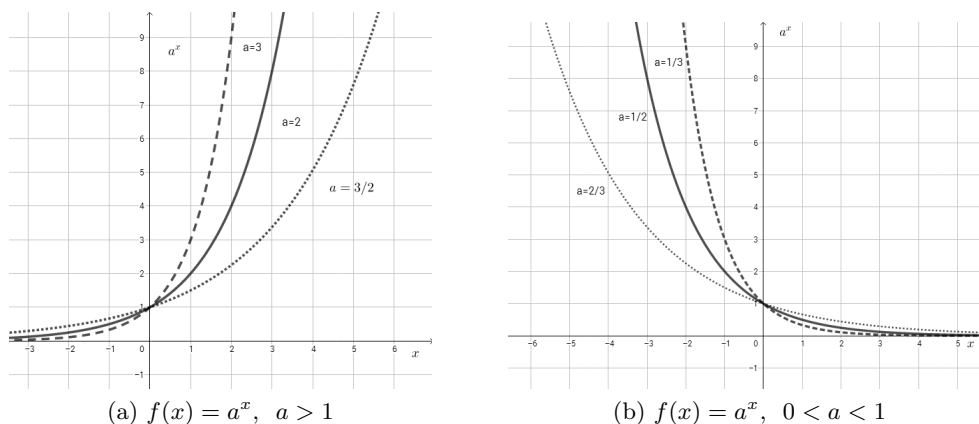 9
a^x
a=3
8
7
a=2
6
5
a = 3/2
4
3
2
1
−3 −2 −1 0 1 2 3 4 5 6
x
−1
(a) f(x) = a^x, a > 1
a^x
9
a=1/3
8
7
a=1/2
6
5
a=2/3
4
3
2
1
−6 −5 −4 −3 −2 −1 0 1 2 3 4 5 x
−1
(b) f(x) = a^x, 0 < a < 1